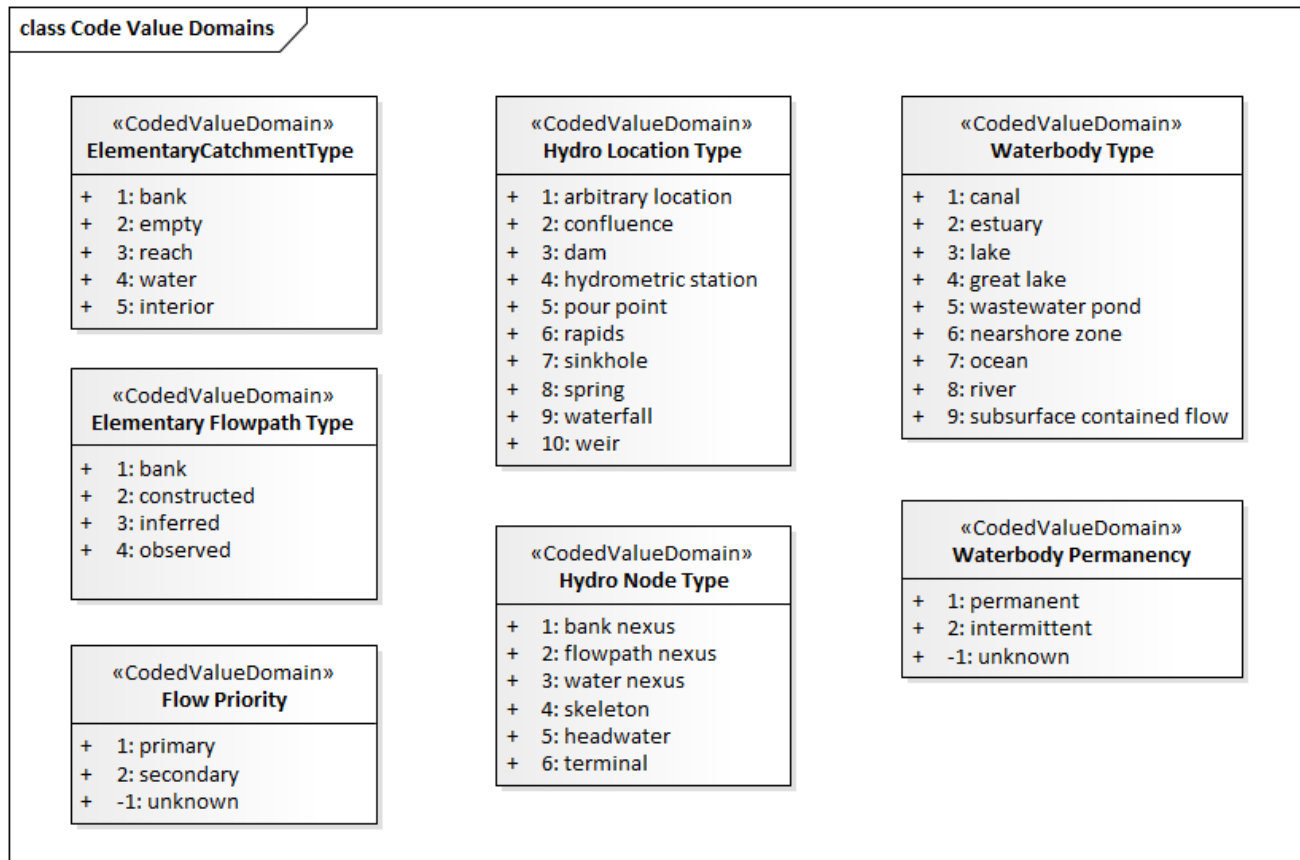 class Code Value Domains
«CodedValueDomain»
ElementaryCatchmentType
+ 1: bank
+ 2: empty
+ 3: reach
+ 4: water
+ 5: interior
«CodedValueDomain»
Elementary Flowpath Type
+ 1: bank
+ 2: constructed
+ 3: inferred
+ 4: observed
«CodedValueDomain»
Flow Priority
+ 1: primary
+ 2: secondary
+ -1: unknown
«CodedValueDomain»
Hydro Location Type
+ 1: arbitrary location
+ 2: confluence
+ 3: dam
+ 4: hydrometric station
+ 5: pour point
+ 6: rapids
+ 7: sinkhole
+ 8: spring
+ 9: waterfall
+ 10: weir
«CodedValueDomain»
Hydro Node Type
+ 1: bank nexus
+ 2: flowpath nexus
+ 3: water nexus
+ 4: skeleton
+ 5: headwater
+ 6: terminal
«CodedValueDomain»
Waterbody Type
+ 1: canal
+ 2: estuary
+ 3: lake
+ 4: great lake
+ 5: wastewater pond
+ 6: nearshore zone
+ 7: ocean
+ 8: river
+ 9: subsurface contained flow
«CodedValueDomain»
Waterbody Permanency
+ 1: permanent
+ 2: intermittent
+ -1: unknown